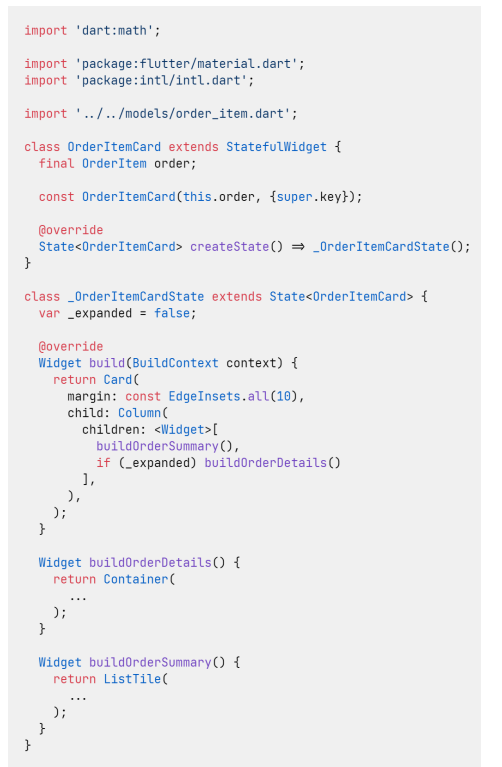 import 'dart:math';

import 'package:flutter/material.dart';
import 'package:intl/intl.dart';

import '../../models/order_item.dart';

class OrderItemCard extends StatefulWidget {
  final OrderItem order;

  const OrderItemCard(this.order, {super.key});

  @override
  State<OrderItemCard> createState() => _OrderItemCardState();
}

class _OrderItemCardState extends State<OrderItemCard> {
  var _expanded = false;

  @override
  Widget build(BuildContext context) {
    return Card(
      margin: const EdgeInsets.all(10),
      child: Column(
        children: <Widget>[
          buildOrderSummary(),
          if (_expanded) buildOrderDetails()
        ],
      ),
    );
  }

  Widget buildOrderDetails() {
    return Container(
      ...
    );
  }

  Widget buildOrderSummary() {
    return ListTile(
      ...
    );
  }
}